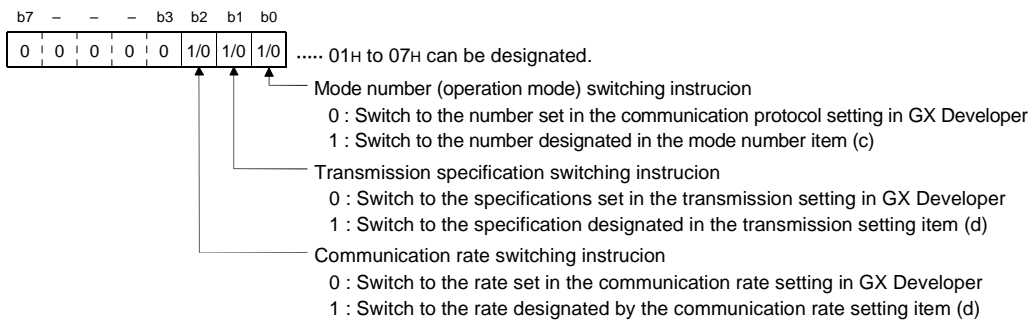 b7 – – – b3 b2 b1 b0
0 0 0 0 0 1/0 1/0 1/0 ····· 01H to 07H can be designated.
Mode number (operation mode) switching instrucion
0 : Switch to the number set in the communication protocol setting in GX Developer
1 : Switch to the number designated in the mode number item (c)
Transmission specification switching instrucion
0 : Switch to the specifications set in the transmission setting in GX Developer
1 : Switch to the specification designated in the transmission setting item (d)
Communication rate switching instrucion
0 : Switch to the rate set in the communication rate setting in GX Developer
1 : Switch to the rate designated by the communication rate setting item (d)